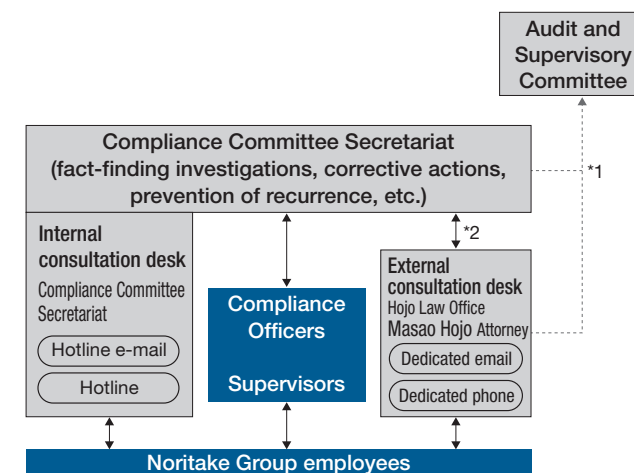 Audit and
Supervisory
Committee
Compliance Committee Secretariat
(fact-finding investigations, corrective actions,
prevention of recurrence, etc.)
*1
*2
Internal
consultation desk
Compliance Committee
Secretariat
Hotline e-mail
Hotline
Compliance
Officers
Supervisors
External
consultation desk
Hojo Law Office
Masao Hojo Attorney
Dedicated email
Dedicated phone
Noritake Group employees